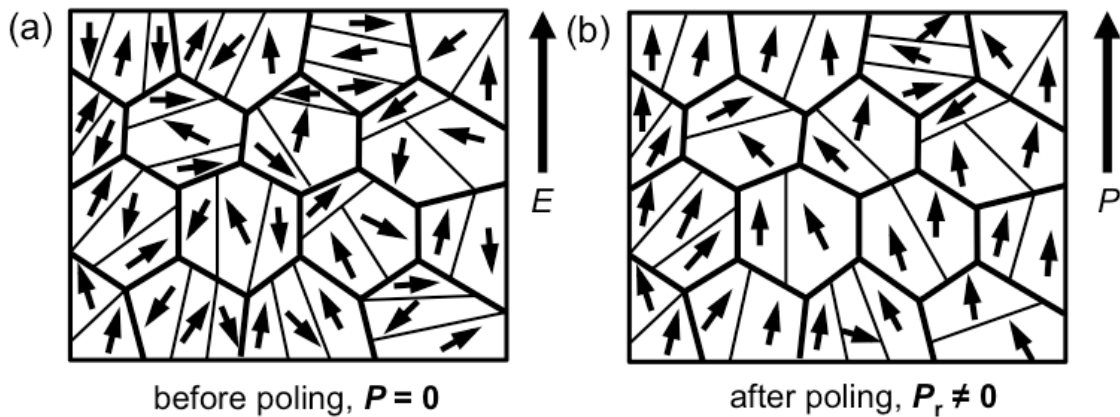 (a)
E
before poling, P = 0
(b)
P
after poling, Pr ≠ 0